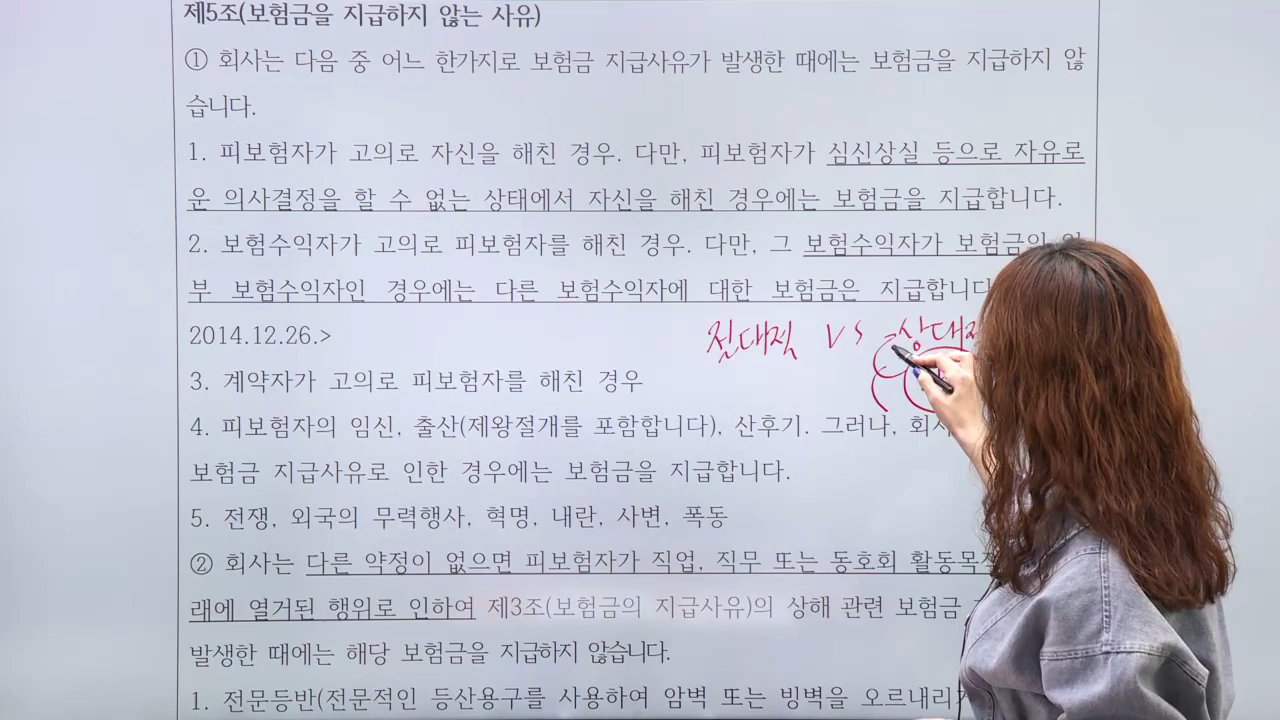 제5조(보험금을 지급하지 않는 사유)
① 회사는 다음 중 어느 한가지로 보험금 지급사유가 발생한 때에는 보험금을 지급하지 않
습니다.
1. 피보험자가 고의로 자신을 해친 경우. 다만, 피보험자가 심신상실 등으로 자유로
운 의사결정을 할 수 없는 상태에서 자신을 해친 경우에는 보험금을 지급합니다.
2. 보험수익자가 고의로 피보험자를 해친 경우. 다만, 그 보험수익자가 보험금의
부 보험수익자인 경우에는 다른 보험수익자에 대한 보험금은 지급합니다
2014.12.26.>
절대적 VS 상대적
3. 계약자가 고의로 피보험자를 해친 경우
4. 피보험자의 임신, 출산(제왕절개를 포함합니다), 산후기. 그러나, 회사
보험금 지급사유로 인한 경우에는 보험금을 지급합니다.
5. 전쟁, 외국의 무력행사, 혁명, 내란, 사변, 폭동
② 회사는 다른 약정이 없으면 피보험자가 직업, 직무 또는 동호회 활동목적
래에 열거된 행위로 인하여 제3조(보험금의 지급사유)의 상해 관련 보험금
발생한 때에는 해당 보험금을 지급하지 않습니다.
1. 전문등반(전문적인 등산용구를 사용하여 암벽 또는 빙벽을 오르내리